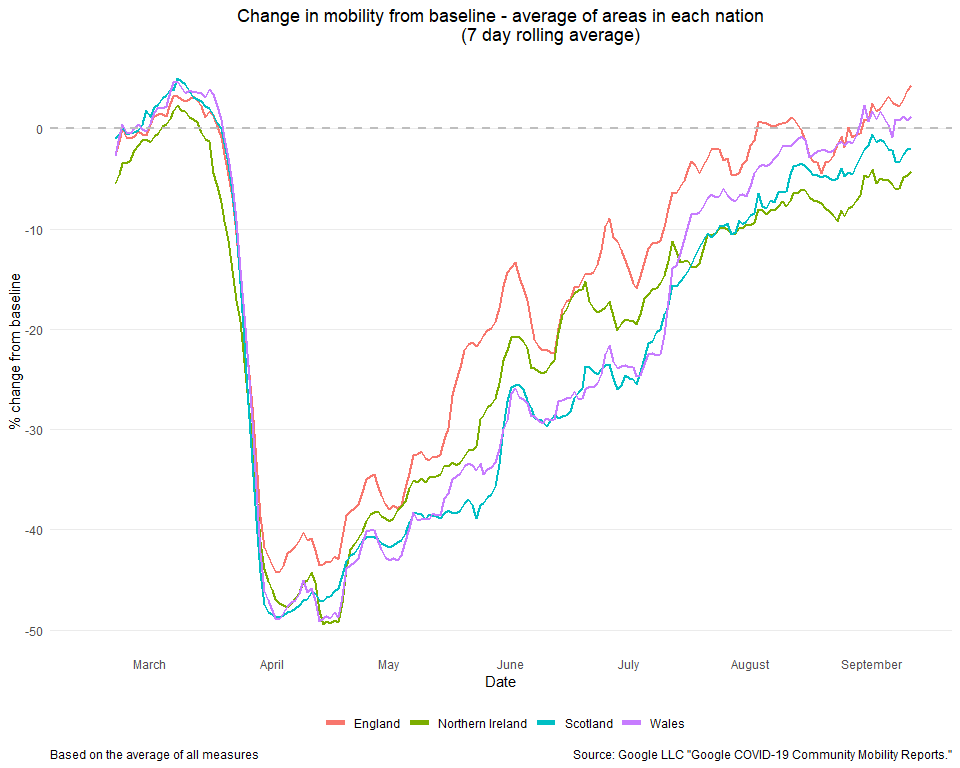 Change in mobility from baseline - average of areas in each nation
(7 day rolling average)
% change from baseline
0
-10
-20
-30
-40
-50
March April May June July August September
Date
England Northern Ireland Scotland Wales
Based on the average of all measures
Source: Google LLC "Google COVID-19 Community Mobility Reports."